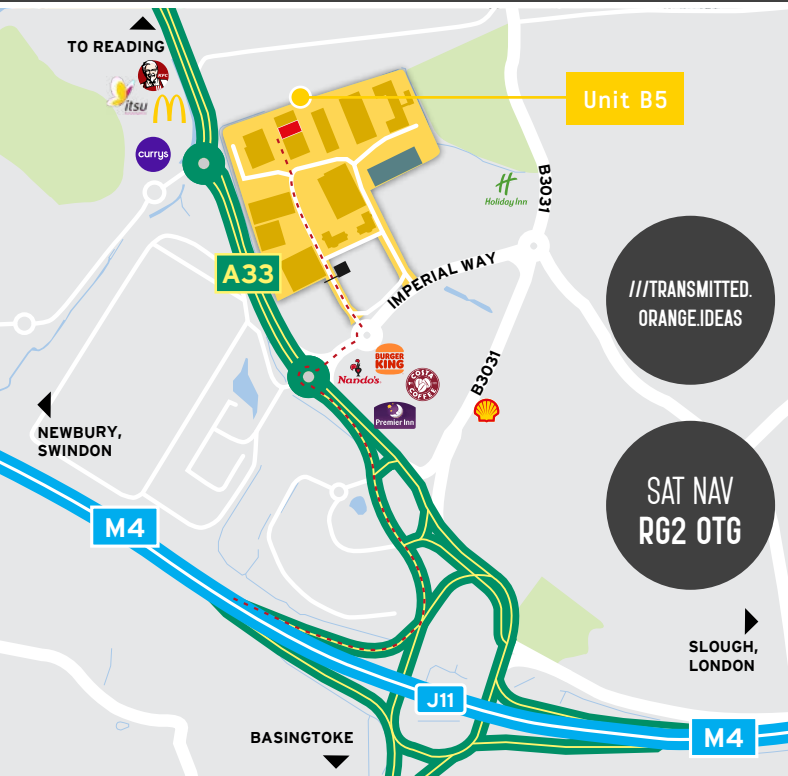 TO READING
KFC
itsu
currys
Unit B5
Holiday Inn
B3031
A33
IMPERIAL WAY
///TRANSMITTED.
ORANGE.IDEAS
BURGER
KING
Nando's
COSTA
COFFEE
Premier Inn
B3031
NEWBURY,
SWINDON
SAT NAV
RG2 0TG
M4
SLOUGH,
LONDON
J11
M4
BASINGTOKE